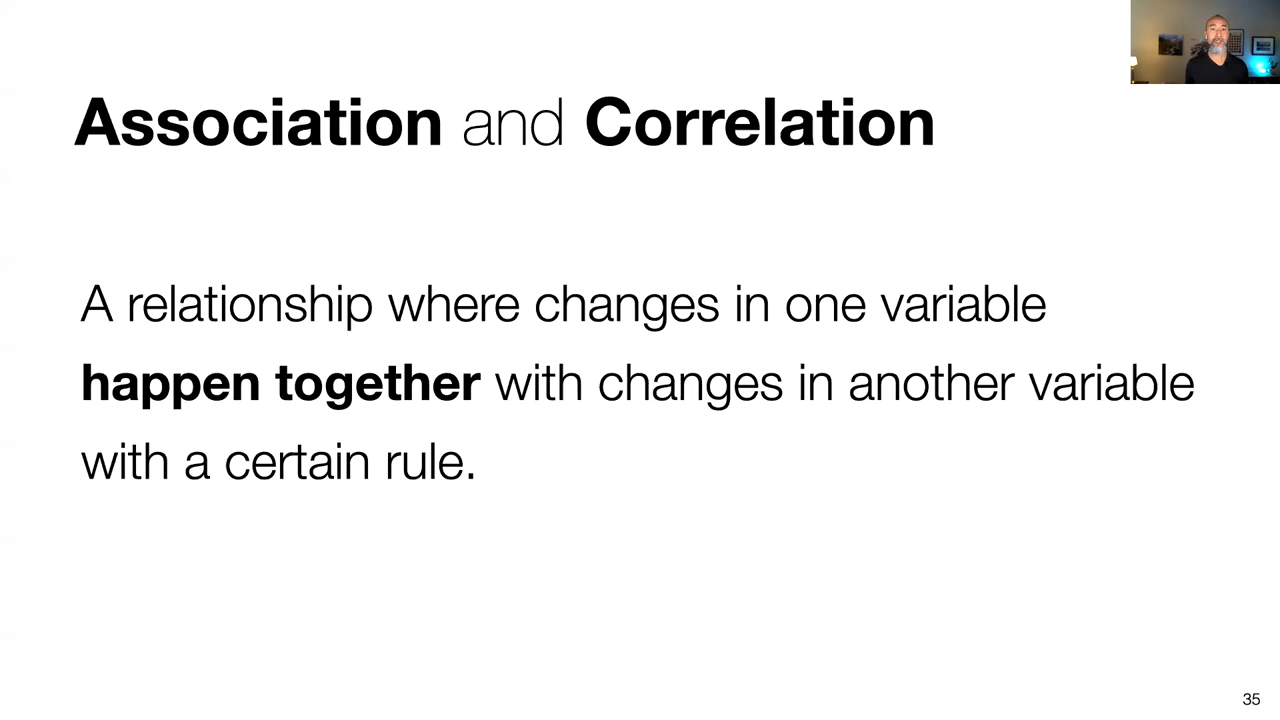 Association and Correlation
A relationship where changes in one variable
happen together with changes in another variable
with a certain rule.
35